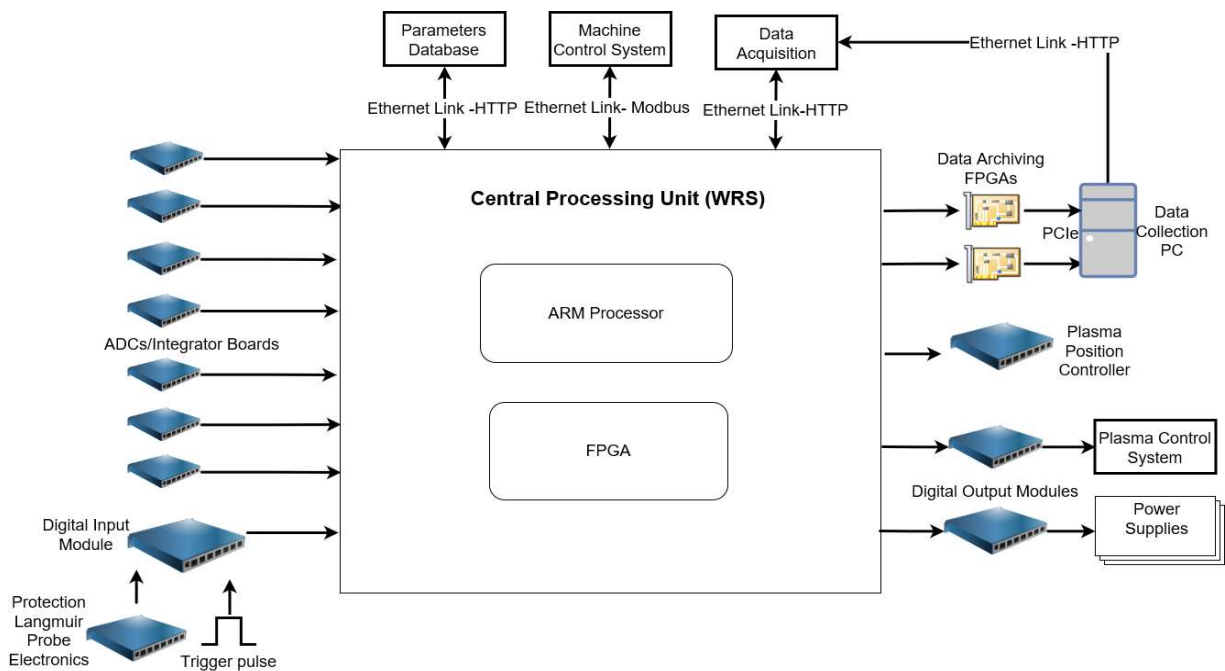 Parameters
Database
Machine
Control System
Data
Acquisition
Ethernet Link -HTTP
Ethernet Link -HTTP
Ethernet Link- Modbus
Ethernet Link-HTTP
Central Processing Unit (WRS)
ARM Processor
FPGA
ADCs/Integrator Boards
Digital Input
Module
Protection
Langmuir
Probe
Electronics
Trigger pulse
Data Archiving
FPGAs
PCIe
Data
Collection
PC
Plasma
Position
Controller
Plasma Control
System
Digital Output Modules
Power
Supplies